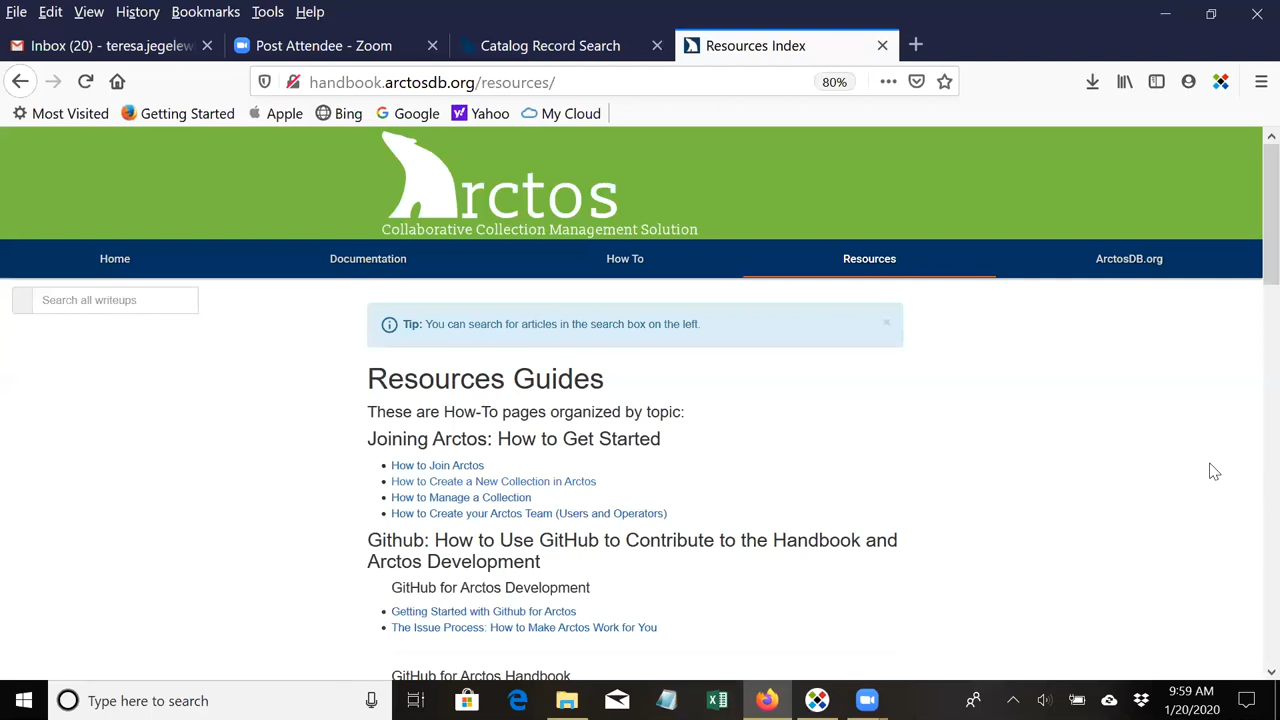 File Edit View History Bookmarks Tools Help
Inbox (20) - teresa.jegelew
Post Attendee - Zoom
Catalog Record Search
Resources Index
handbook.arctosdb.org/resources/
80%
Most Visited
Getting Started
Apple
Bing
Google
Yahoo
My Cloud
Arctos
Collaborative Collection Management Solution
Home
Documentation
How To
Resources
ArctosDB.org
Search all writeups
Tip: You can search for articles in the search box on the left.
Resources Guides
These are How-To pages organized by topic:
Joining Arctos: How to Get Started
How to Join Arctos
How to Create a New Collection in Arctos
How to Manage a Collection
How to Create your Arctos Team (Users and Operators)
Github: How to Use GitHub to Contribute to the Handbook and
Arctos Development
GitHub for Arctos Development
Getting Started with Github for Arctos
The Issue Process: How to Make Arctos Work for You
GitHub for Arctos Handbook
Type here to search
9:59 AM
1/20/2020